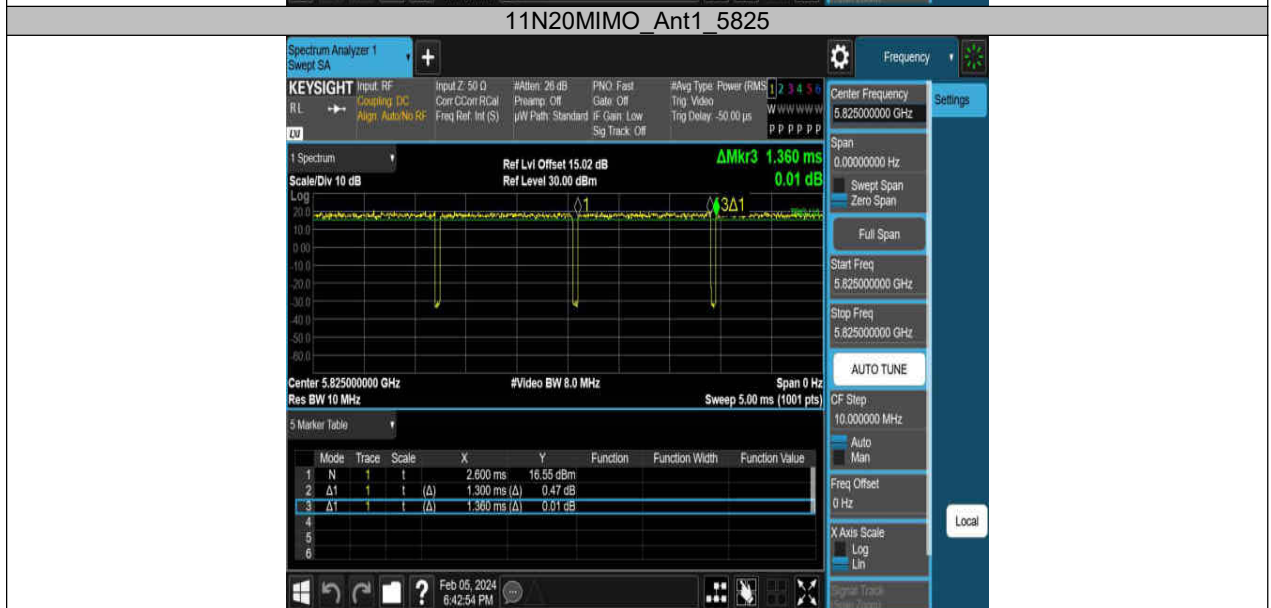 11N20MIMO_Ant1_5825
Spectrum Analyzer 1
Swept SA
+
Frequency
KEYSIGHT
RL
Input: RF
Coupling: DC
Align: Auto/No RF
Input Z: 50 Ω
Corr CCorr RCal
Freq Ref: Int (S)
#Atten: 26 dB
Preamp: Off
µW Path: Standard
PNO: Fast
Gate: Off
IF Gain: Low
Sig Track: Off
#Avg Type: Power (RMS
Trig: Video
Trig Delay: -50.00 µs
1 2 3 4 5 6
W W W W W W
P P P P P P
Center Frequency
5.825000000 GHz
Settings
Span
0.00000000 Hz
Swept Span
Zero Span
Full Span
Start Freq
5.825000000 GHz
Stop Freq
5.825000000 GHz
AUTO TUNE
CF Step
10.000000 MHz
Auto
Man
Freq Offset
0 Hz
X Axis Scale
Log
Lin
Signal Track
Local
1 Spectrum
Scale/Div 10 dB
Ref Lvl Offset 15.02 dB
Ref Level 30.00 dBm
ΔMkr3 1.360 ms
0.01 dB
Log
1
3Δ1
20.0
10.0
0.00
-10.0
-20.0
-30.0
-40.0
-50.0
-60.0
Center 5.825000000 GHz
Res BW 10 MHz
#Video BW 8.0 MHz
Span 0 Hz
Sweep 5.00 ms (1001 pts)
5 Marker Table
Mode Trace Scale X Y Function Function Width Function Value
1 N 1 t 2.600 ms 16.55 dBm
2 Δ1 1 t (Δ) 1.300 ms (Δ) 0.47 dB
3 Δ1 1 t (Δ) 1.360 ms (Δ) 0.01 dB
4
5
6
?
Feb 05, 2024
6:42:54 PM